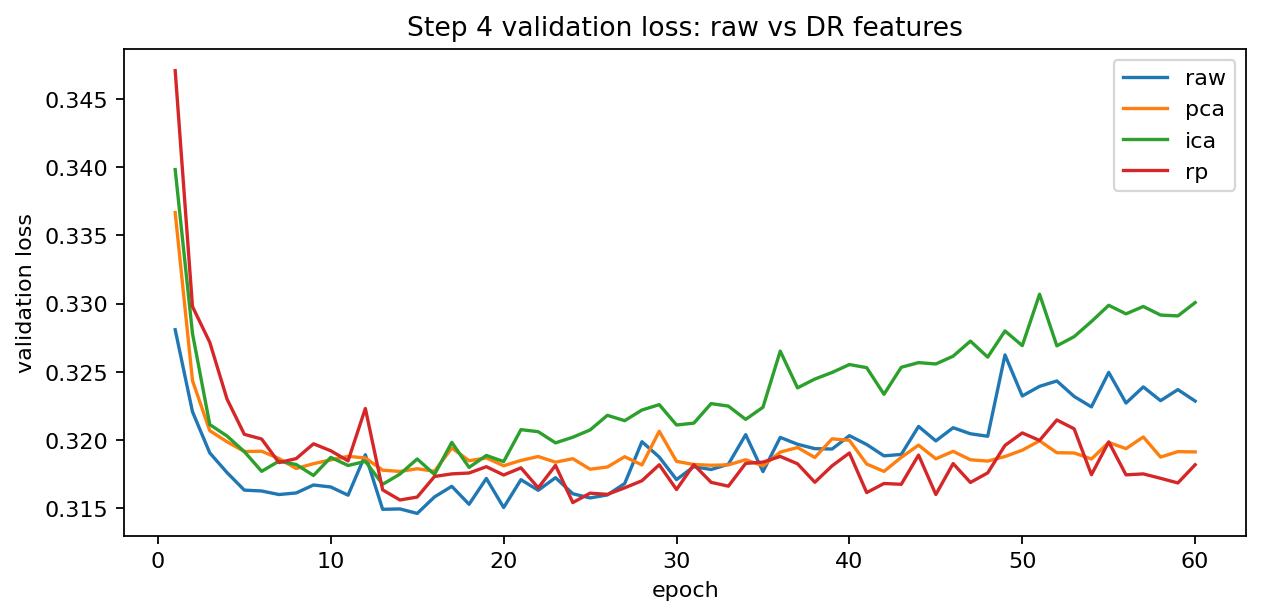 Step 4 validation loss: raw vs DR features
raw
pca
ica
rp
validation loss
0.345
0.340
0.335
0.330
0.325
0.320
0.315
0 10 20 30 40 50 60
epoch